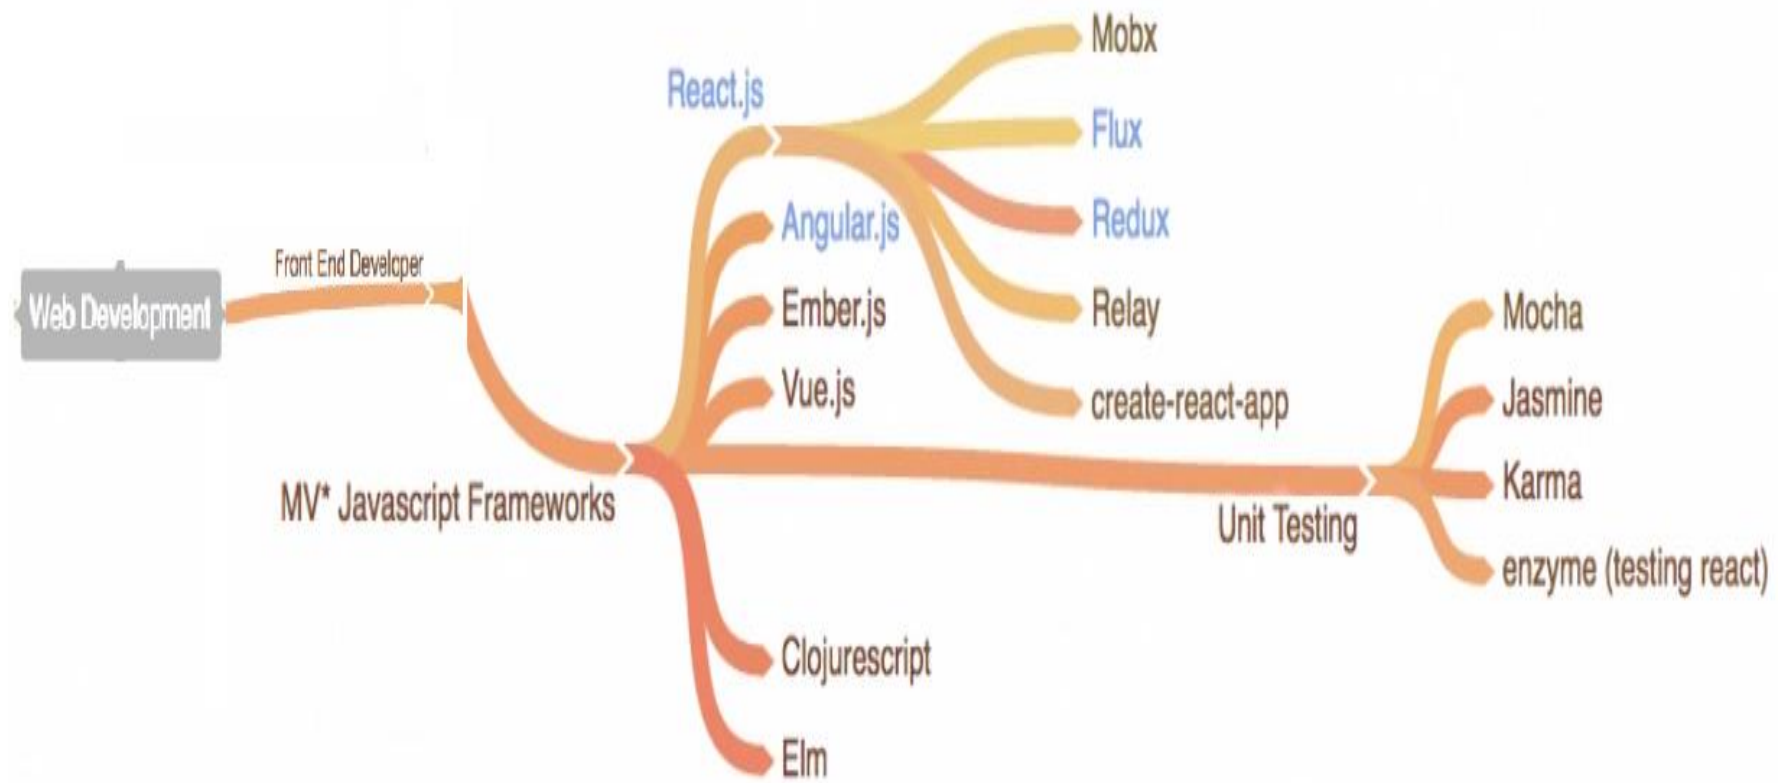 Web Development
Front End Developer
MV* Javascript Frameworks
React.js
Mobx
Flux
Redux
Relay
create-react-app
Angular.js
Ember.js
Vue.js
Unit Testing
Mocha
Jasmine
Karma
enzyme (testing react)
Clojurescript
Elm